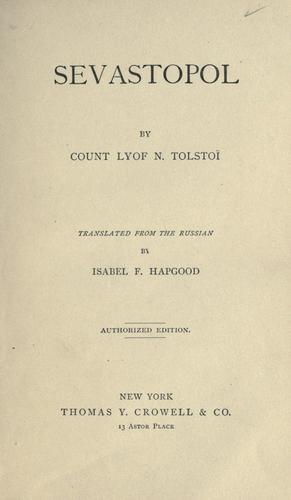 SEVASTOPOL
BY
COUNT LYOF N. TOLSTOÏ
TRANSLATED FROM THE RUSSIAN
BY
ISABEL F. HAPGOOD
AUTHORIZED EDITION.
NEW YORK
THOMAS Y. CROWELL & CO.
13 ASTOR PLACE